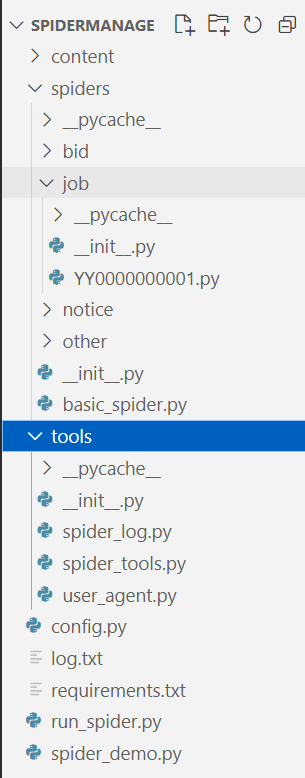 SPIDERMANAGE
content
spiders
__pycache__
bid
job
__pycache__
__init__.py
YY0000000001.py
notice
other
__init__.py
basic_spider.py
tools
__pycache__
__init__.py
spider_log.py
spider_tools.py
user_agent.py
config.py
log.txt
requirements.txt
run_spider.py
spider_demo.py